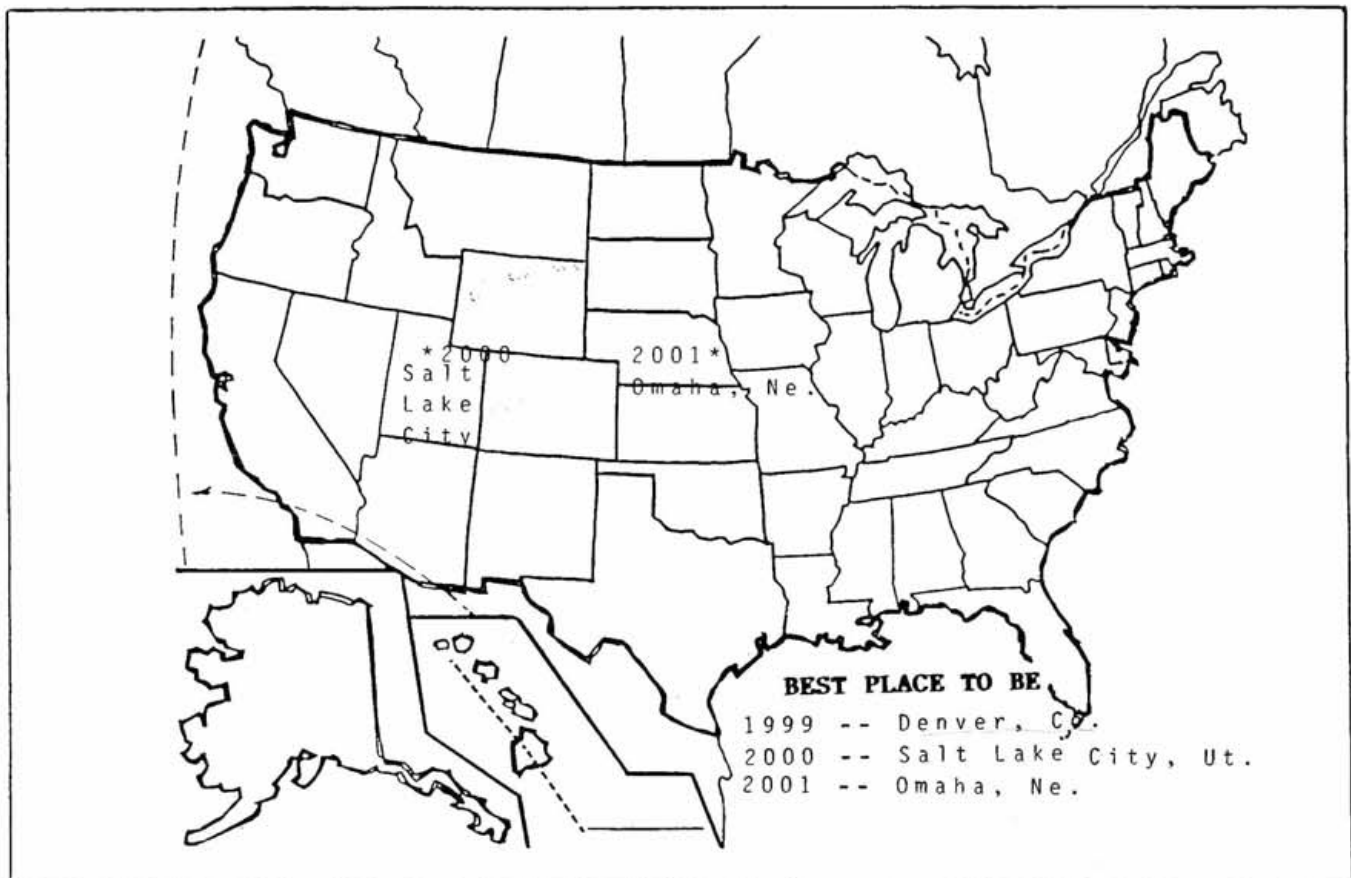 *2000
Salt
Lake
City
2001*
Omaha, Ne.
BEST PLACE TO BE
1999 -- Denver, Co.
2000 -- Salt Lake City, Ut.
2001 -- Omaha, Ne.